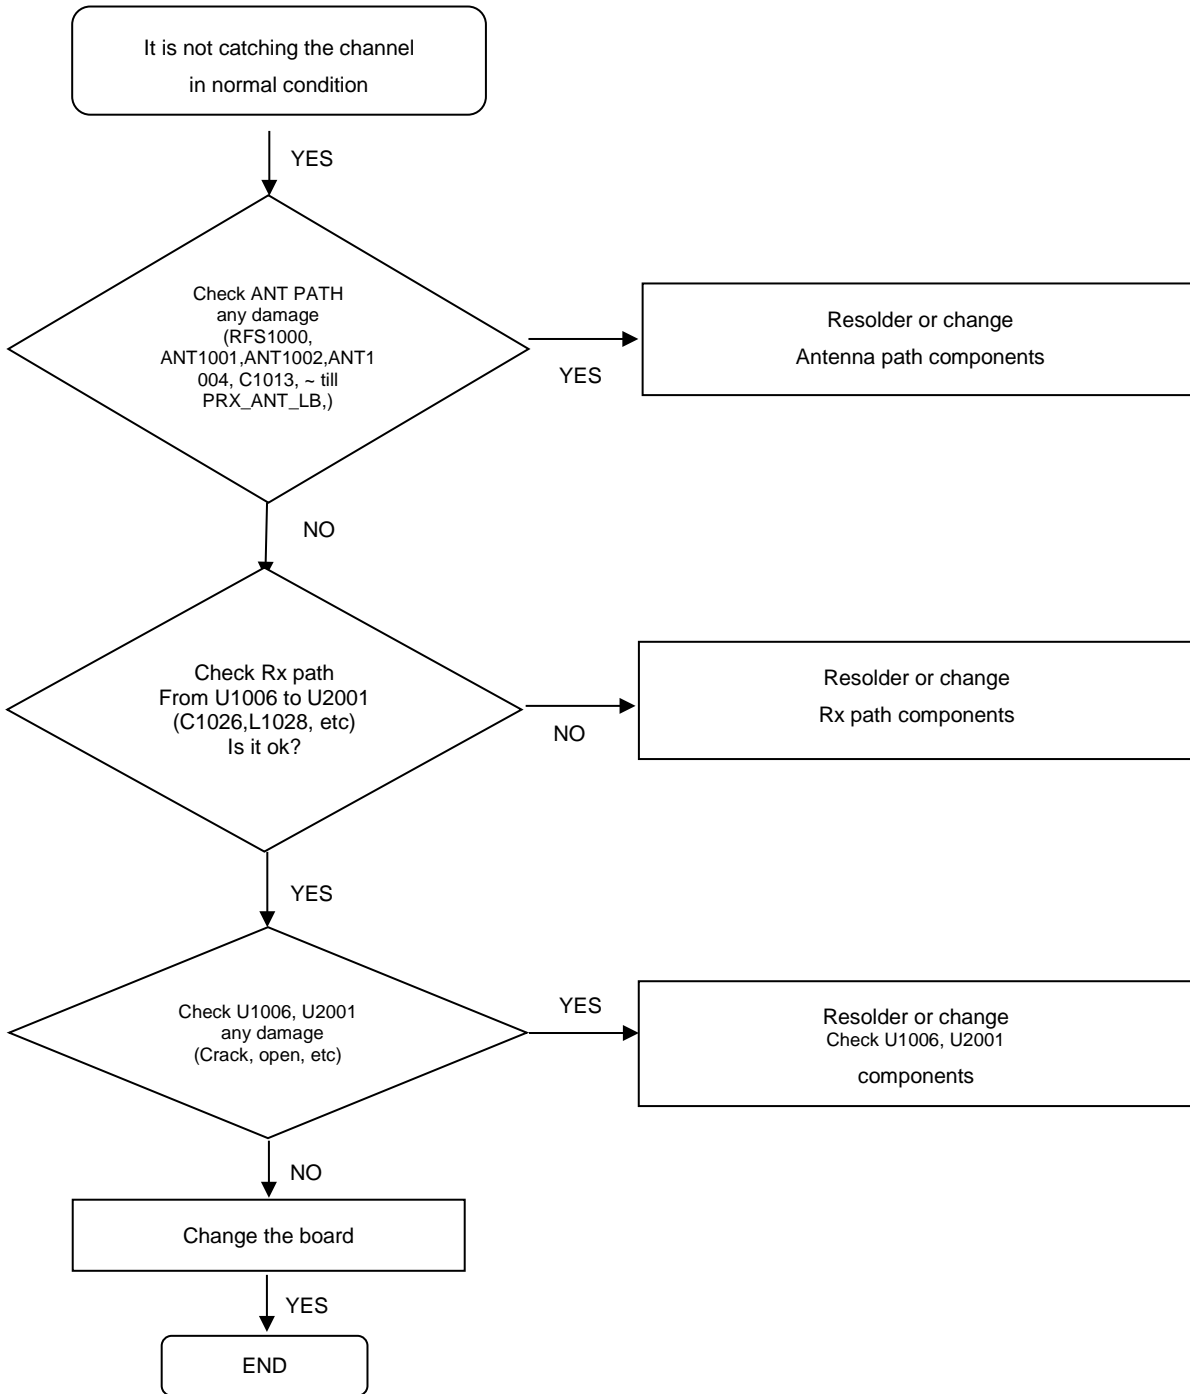 It is not catching the channel
in normal condition
YES
Check ANT PATH
any damage
(RFS1000,
ANT1001,ANT1002,ANT1
004, C1013, ~ till
PRX_ANT_LB,)
YES
Resolder or change
Antenna path components
NO
Check Rx path
From U1006 to U2001
(C1026,L1028, etc)
Is it ok?
NO
Resolder or change
Rx path components
YES
Check U1006, U2001
any damage
(Crack, open, etc)
YES
Resolder or change
Check U1006, U2001
components
NO
Change the board
YES
END